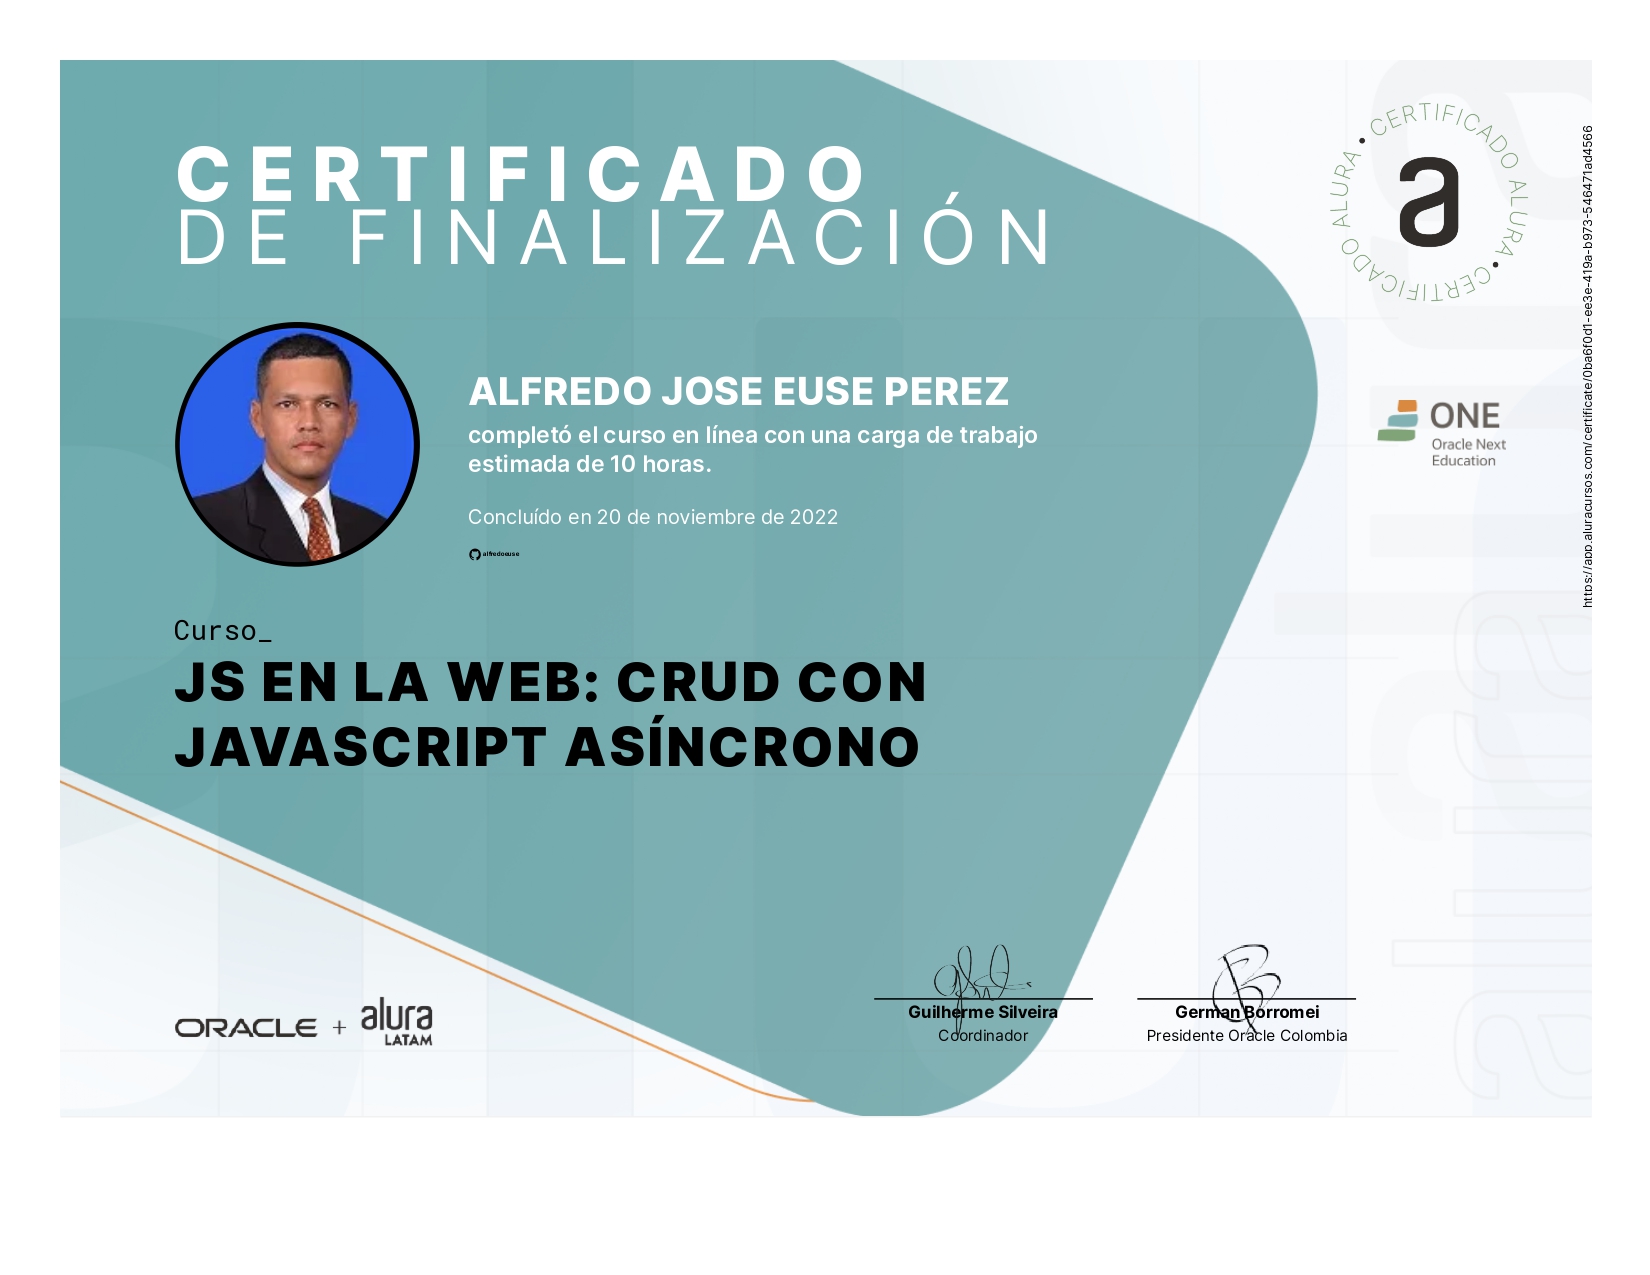 CERTIFICADO
DE FINALIZACIÓN
CERTIFICADO ALURA • CERTIFICADO ALURA •
a
https://app.aluracursos.com/certificate/0ba6f0d1-ee3e-419a-b973-546471ad4566
ALFREDO JOSE EUSE PEREZ
completó el curso en línea con una carga de trabajo
estimada de 10 horas.
Concluído en 20 de noviembre de 2022
alfredoeuse
ONE
Oracle Next
Education
Curso_
JS EN LA WEB: CRUD CON
JAVASCRIPT ASÍNCRONO
ORACLE + alura
LATAM
Guilherme Silveira
Coordinador
German Borromei
Presidente Oracle Colombia
alura